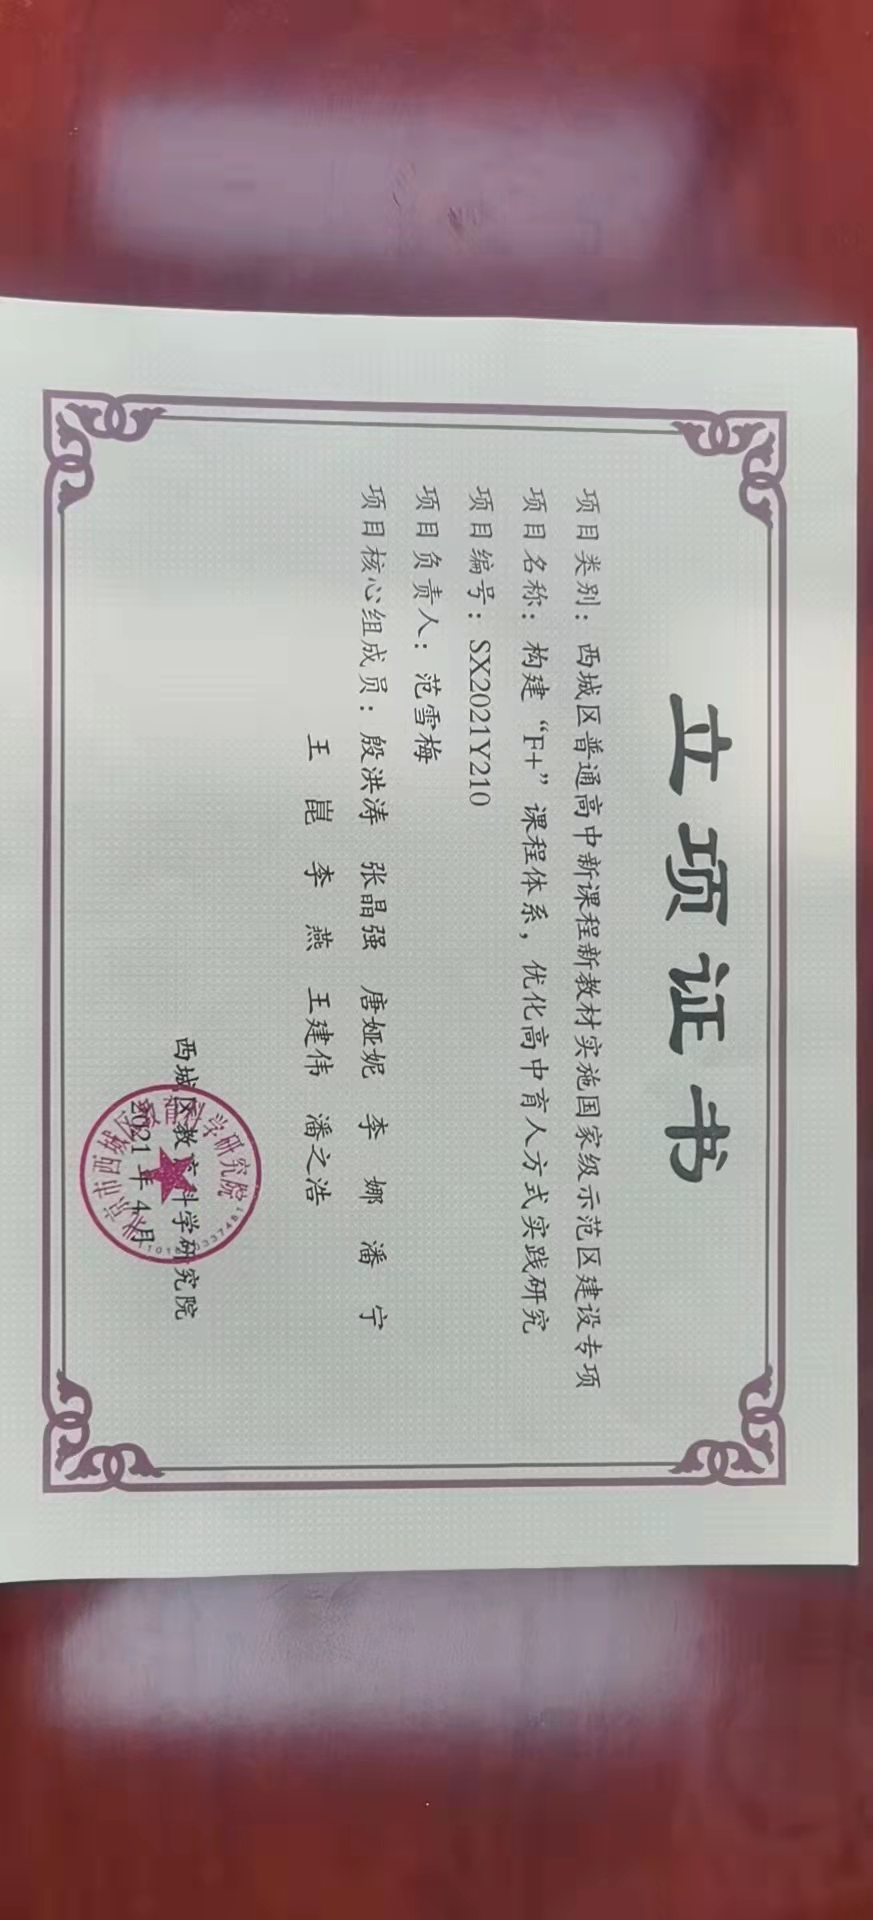 立项证书
项目类别：西城区普通高中新课程新教材实施国家级示范区建设专项
项目名称：构建“F+”课程体系，优化高中育人方式实践研究
项目编号：SX2021Y210
项目负责人：范雪梅
项目核心组成员：殷洪涛 张晶强 唐娅妮 李 娜 潘 宁
王 崑 李 燕 王建伟 潘之浩
西城区教育科学研究院
2021年4月